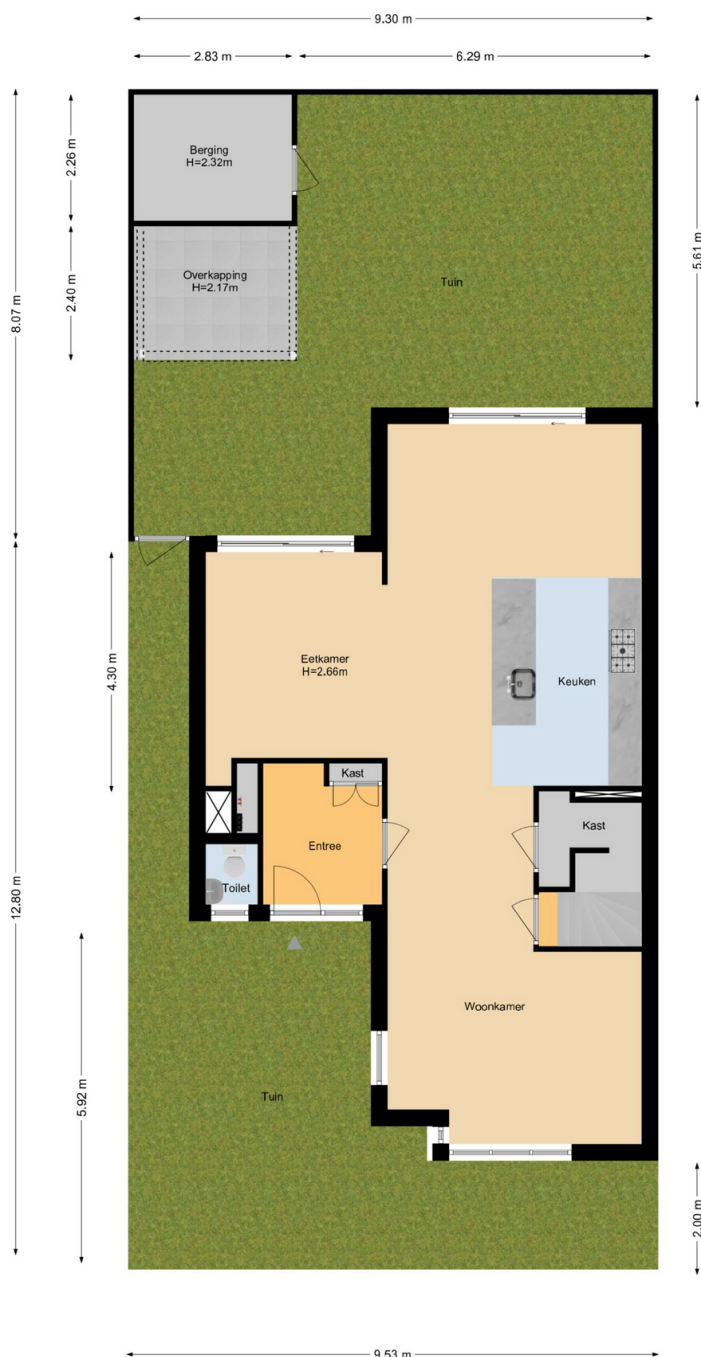 9.30 m
2.83 m
6.29 m
Berging
H=2.32m
2.26 m
5.61 m
Overkapping
H=2.17m
2.40 m
8.07 m
Tuin
4.30 m
Eetkamer
H=2.66m
Keuken
Kast
Kast
Entree
Toilet
12.80 m
Woonkamer
5.92 m
Tuin
2.00 m
9.53 m